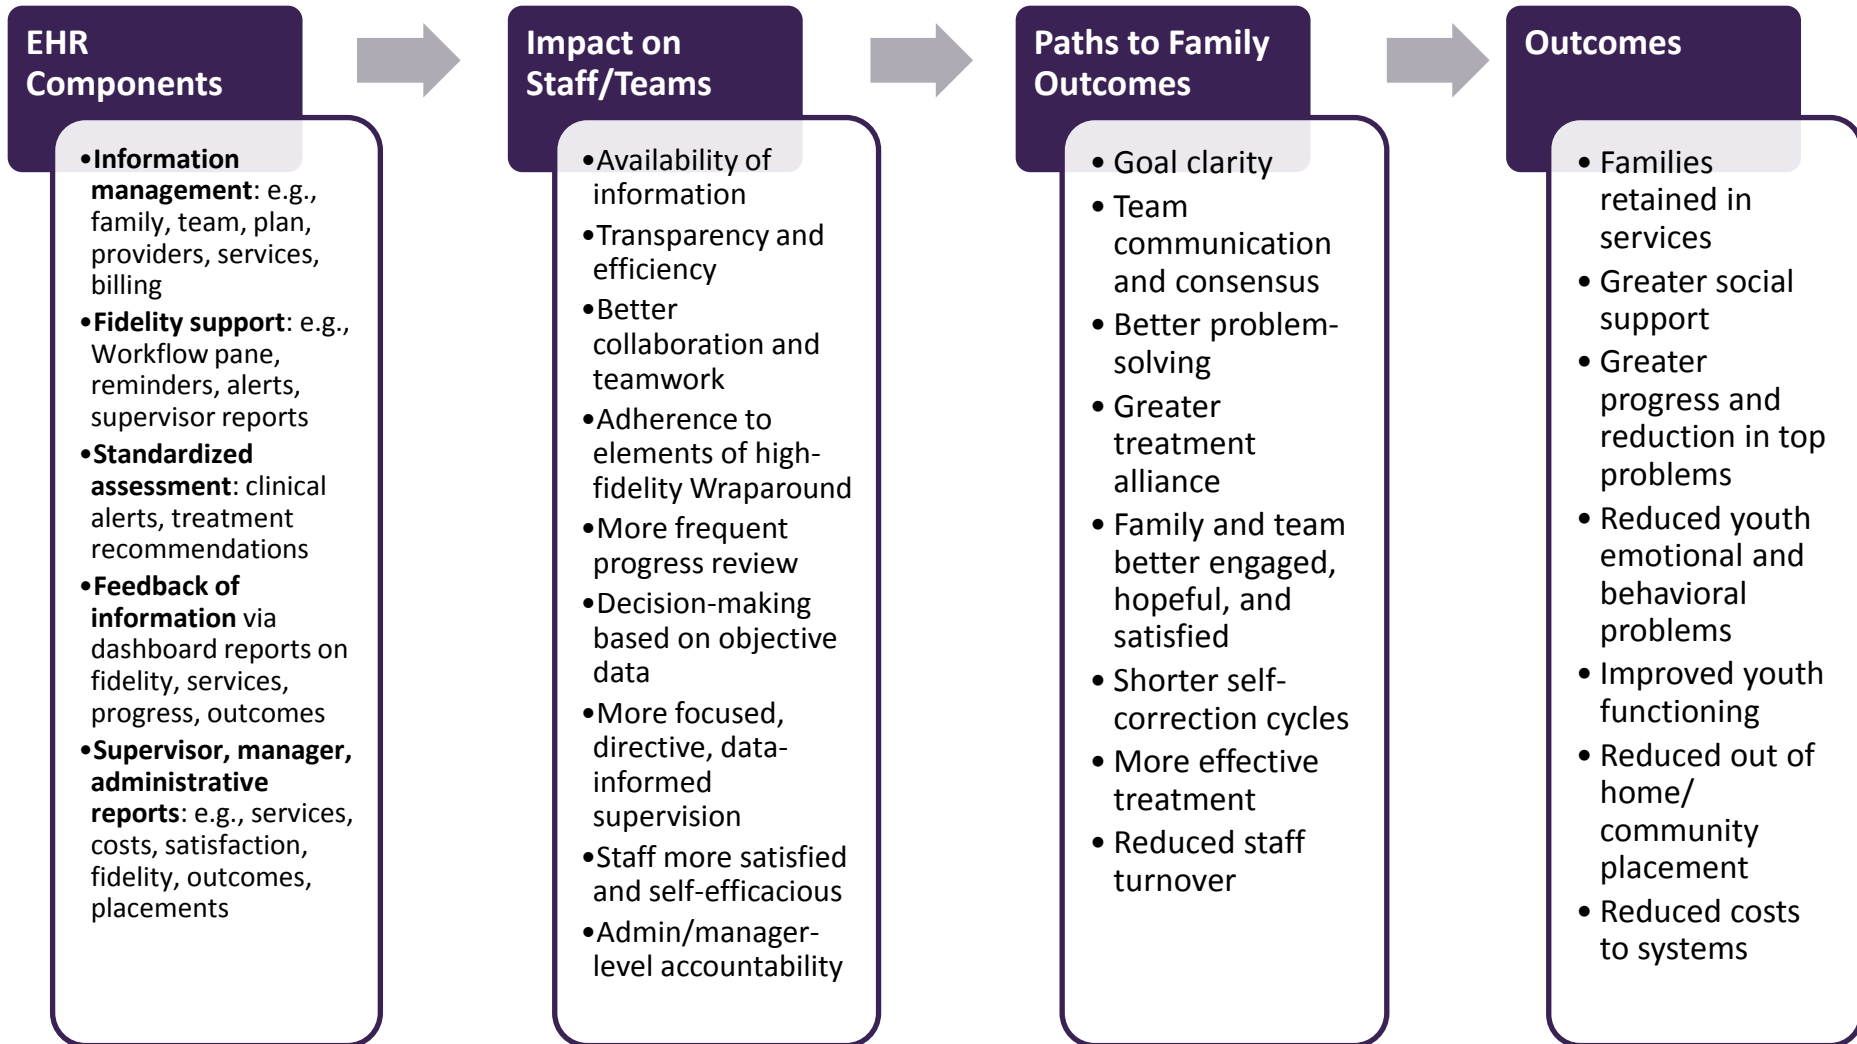 EHR
Components
•Information
management: e.g.,
family, team, plan,
providers, services,
billing
•Fidelity support: e.g.,
Workflow pane,
reminders, alerts,
supervisor reports
•Standardized
assessment: clinical
alerts, treatment
recommendations
•Feedback of
information via
dashboard reports on
fidelity, services,
progress, outcomes
•Supervisor, manager,
administrative
reports: e.g., services,
costs, satisfaction,
fidelity, outcomes,
placements
Impact on
Staff/Teams
•Availability of
information
•Transparency and
efficiency
•Better
collaboration and
teamwork
•Adherence to
elements of high-
fidelity Wraparound
•More frequent
progress review
•Decision-making
based on objective
data
•More focused,
directive, data-
informed
supervision
•Staff more satisfied
and self-efficacious
•Admin/manager-
level accountability
Paths to Family
Outcomes
• Goal clarity
• Team
communication
and consensus
• Better problem-
solving
• Greater
treatment
alliance
• Family and team
better engaged,
hopeful, and
satisfied
• Shorter self-
correction cycles
• More effective
treatment
• Reduced staff
turnover
Outcomes
• Families
retained in
services
• Greater social
support
• Greater
progress and
reduction in top
problems
• Reduced youth
emotional and
behavioral
problems
• Improved youth
functioning
• Reduced out of
home/
community
placement
• Reduced costs
to systems